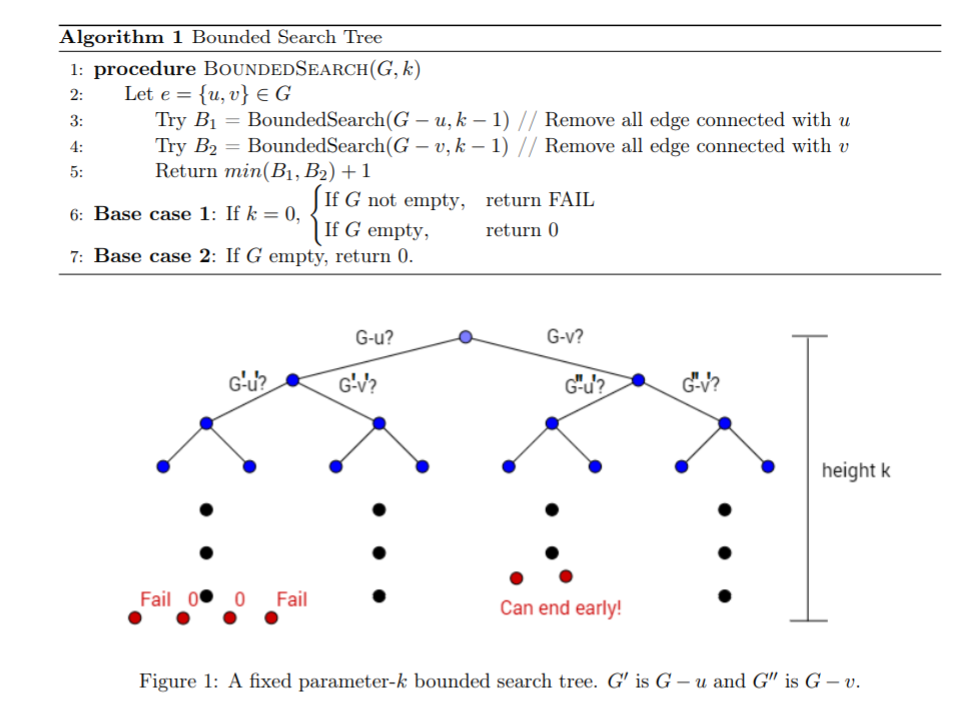 Algorithm 1 Bounded Search Tree
1: procedure BOUNDEDSEARCH(G, k)
2: Let e = {u, v} ∈ G
3: Try B₁ = BoundedSearch(G − u, k − 1) // Remove all edge connected with u
4: Try B₂ = BoundedSearch(G − v, k − 1) // Remove all edge connected with v
5: Return min(B₁, B₂) + 1
6: Base case 1: If k = 0, { If G not empty, return FAIL
If G empty, return 0
7: Base case 2: If G empty, return 0.
G-u? G-v?
G'-u'? G'-v'? G''-u'? G''-v'?
height k
Fail 0 0 Fail
Can end early!
Figure 1: A fixed parameter-k bounded search tree. G′ is G − u and G″ is G − v.